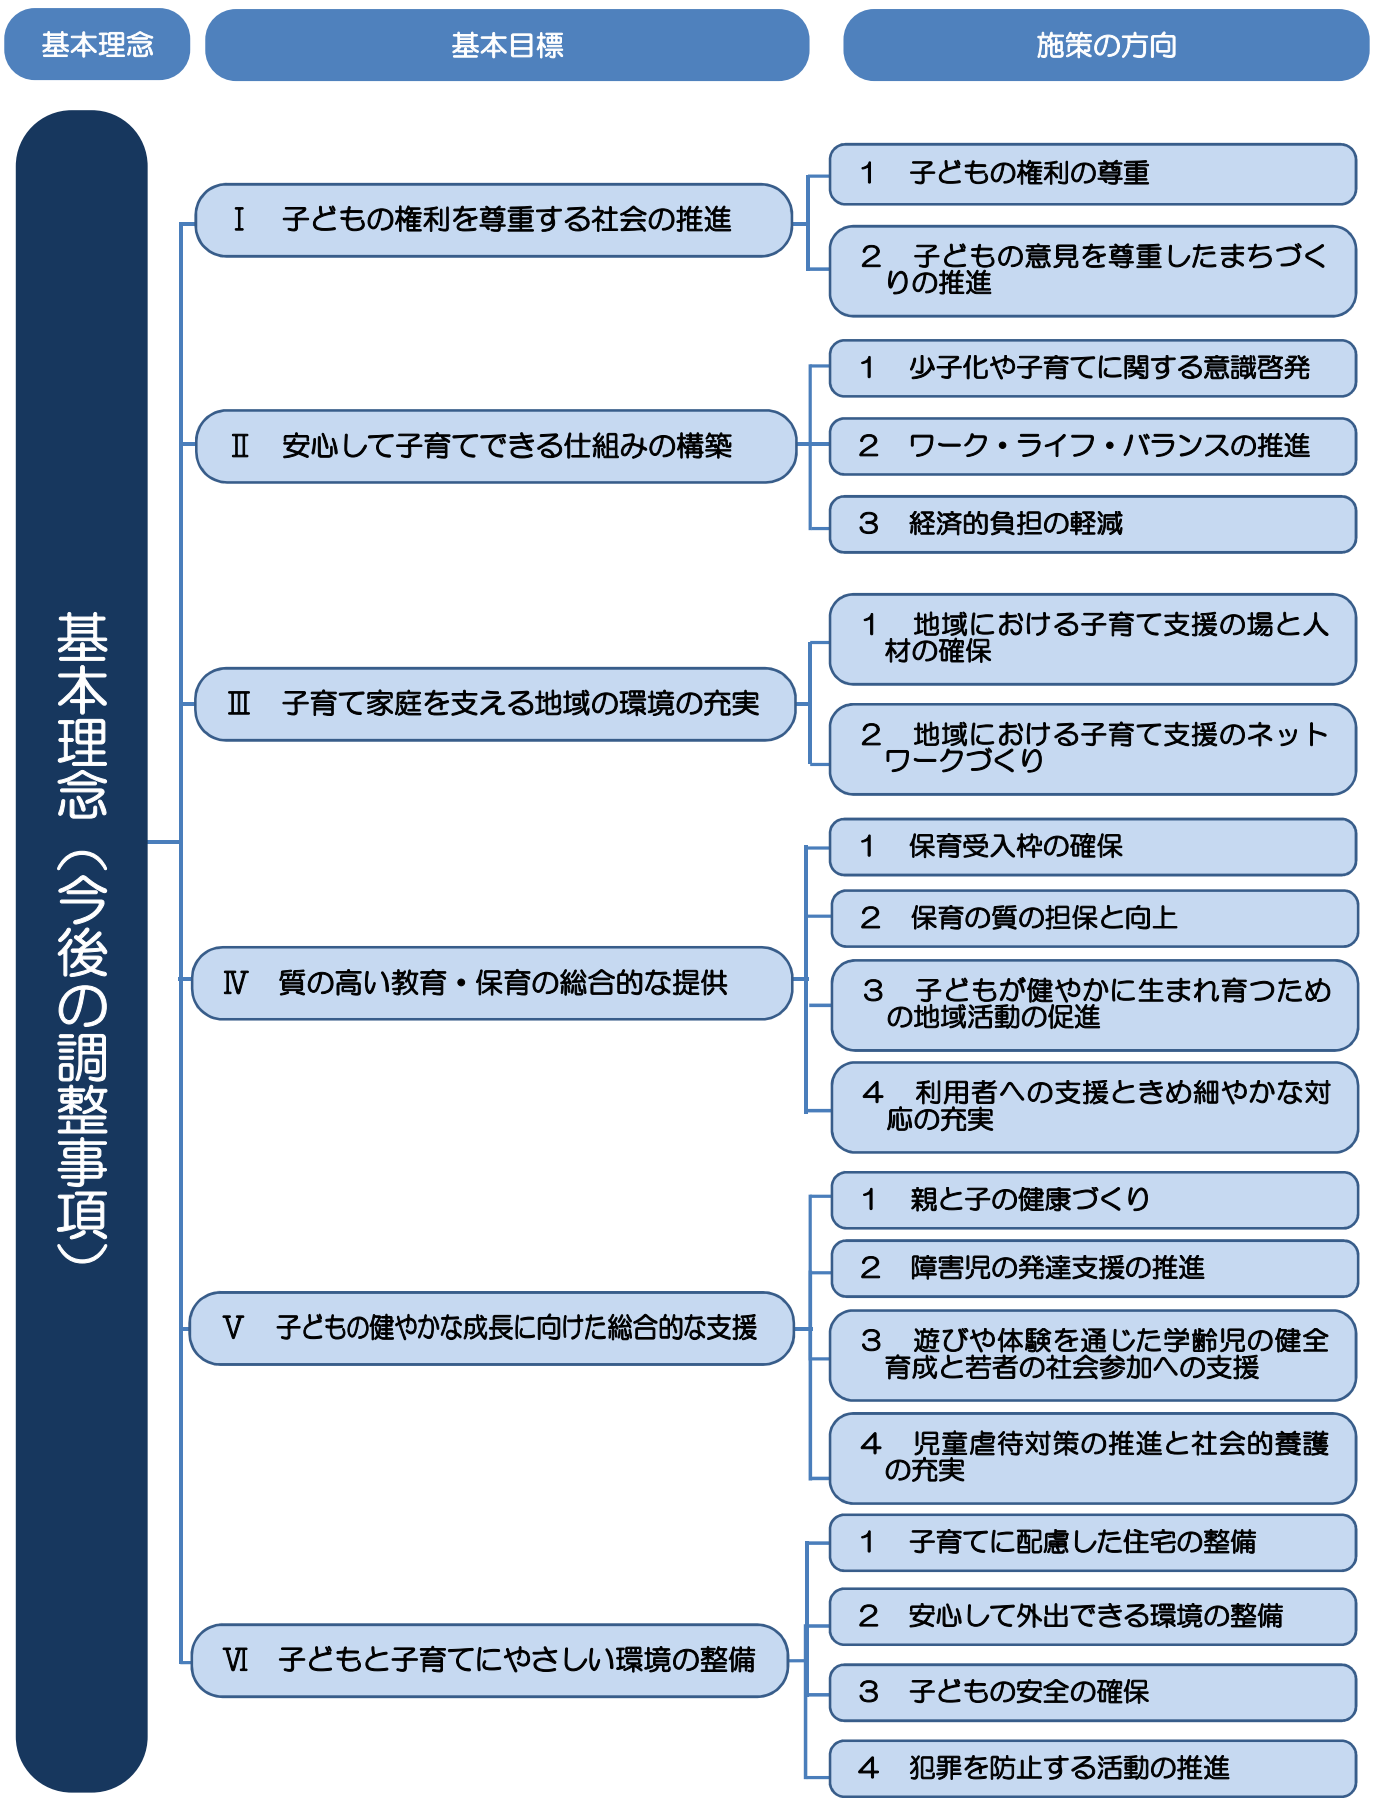 基本理念
基本目標
施策の方向
基本理念（今後の調整事項）
Ⅰ　子どもの権利を尊重する社会の推進
1　子どもの権利の尊重
2　子どもの意見を尊重したまちづく
りの推進
Ⅱ　安心して子育てできる仕組みの構築
1　少子化や子育てに関する意識啓発
2　ワーク・ライフ・バランスの推進
3　経済的負担の軽減
Ⅲ　子育て家庭を支える地域の環境の充実
1　地域における子育て支援の場と人
材の確保
2　地域における子育て支援のネット
ワークづくり
Ⅳ　質の高い教育・保育の総合的な提供
1　保育受入枠の確保
2　保育の質の担保と向上
3　子どもが健やかに生まれ育つため
の地域活動の促進
4　利用者への支援ときめ細やかな対
応の充実
Ⅴ　子どもの健やかな成長に向けた総合的な支援
1　親と子の健康づくり
2　障害児の発達支援の推進
3　遊びや体験を通じた学齢児の健全
育成と若者の社会参加への支援
4　児童虐待対策の推進と社会的養護
の充実
Ⅵ　子どもと子育てにやさしい環境の整備
1　子育てに配慮した住宅の整備
2　安心して外出できる環境の整備
3　子どもの安全の確保
4　犯罪を防止する活動の推進